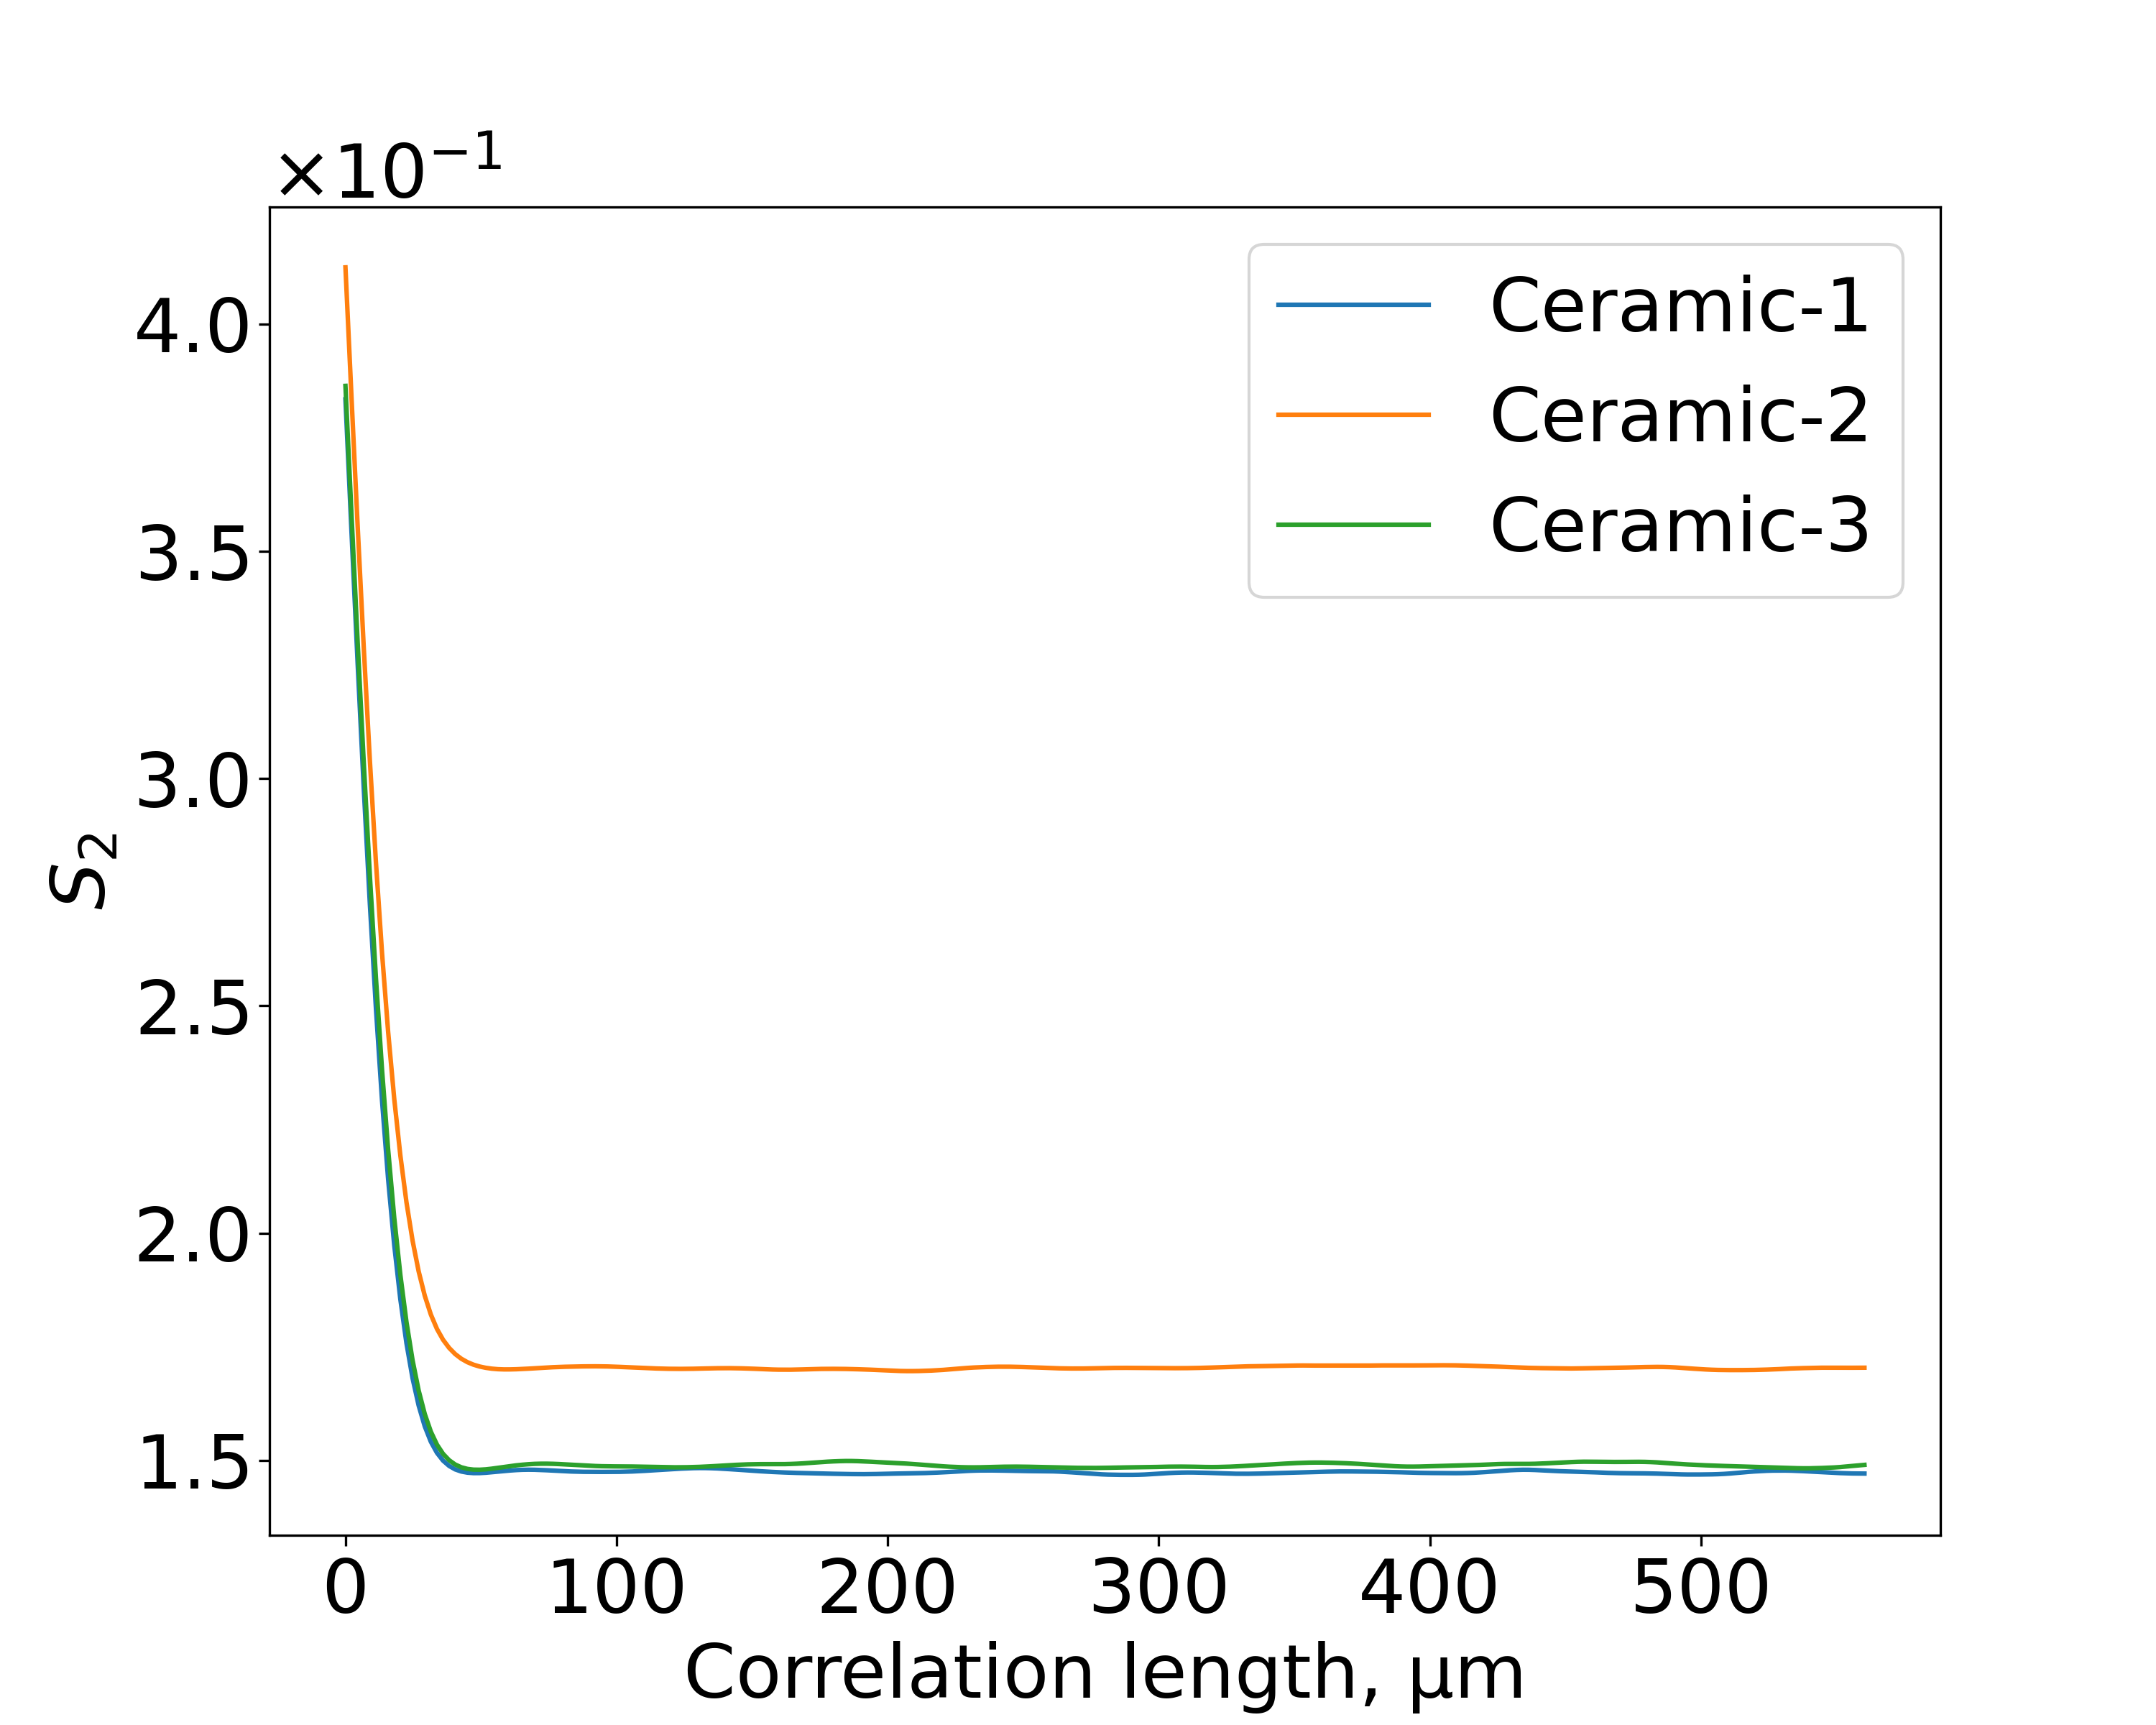 ×10⁻¹
4.0
3.5
3.0
2.5
2.0
1.5
S₂
0 100 200 300 400 500
Correlation length, μm
Ceramic-1
Ceramic-2
Ceramic-3